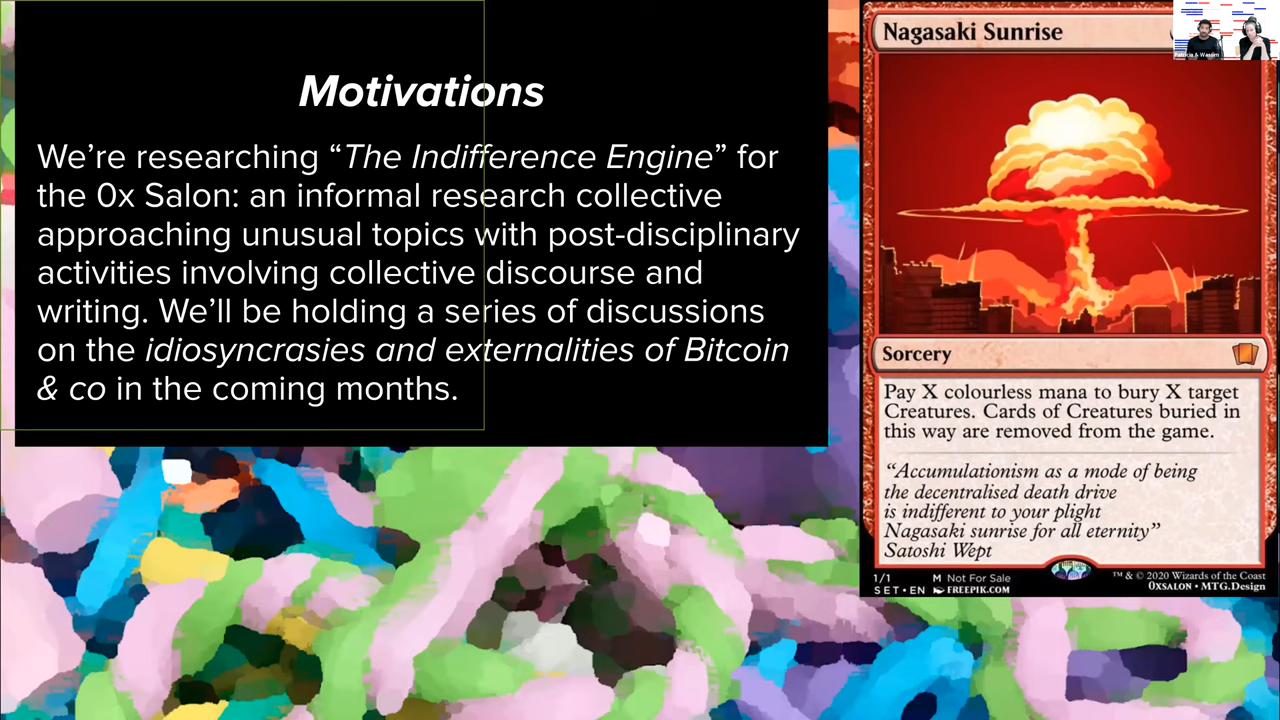 Motivations
We’re researching “The Indifference Engine” for
the 0x Salon: an informal research collective
approaching unusual topics with post-disciplinary
activities involving collective discourse and
writing. We’ll be holding a series of discussions
on the idiosyncrasies and externalities of Bitcoin
& co in the coming months.
Nagasaki Sunrise
Patricia & Wassim
Sorcery
Pay X colourless mana to bury X target
Creatures. Cards of Creatures buried in
this way are removed from the game.
“Accumulationism as a mode of being
the decentralised death drive
is indifferent to your plight
Nagasaki sunrise for all eternity”
Satoshi Wept
1/1 M Not For Sale
SET • EN FREEPIK.COM
™ & © 2020 Wizards of the Coast
0XSALON • MTG.Design